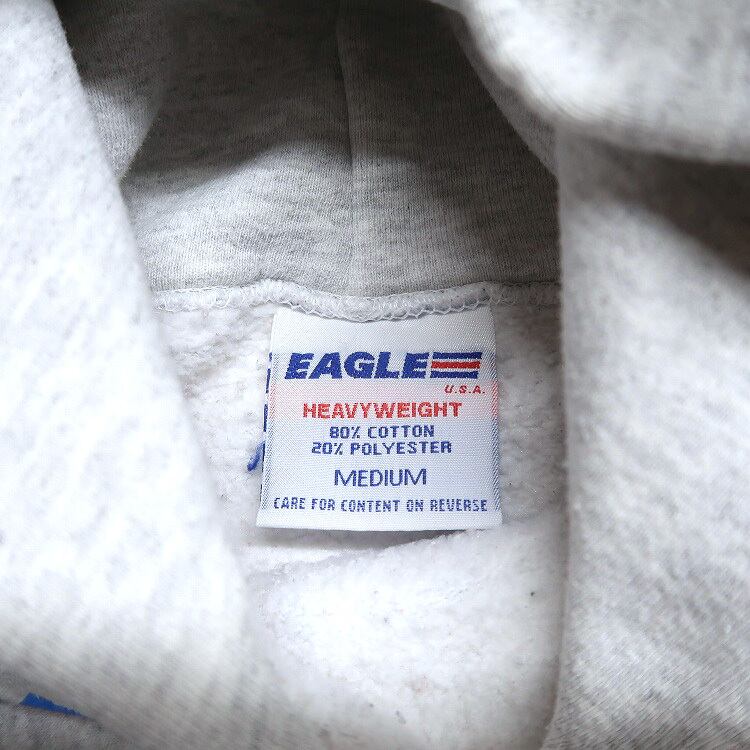 EAGLE
U.S.A.
HEAVYWEIGHT
80% COTTON
20% POLYESTER
MEDIUM
CARE FOR CONTENT ON REVERSE